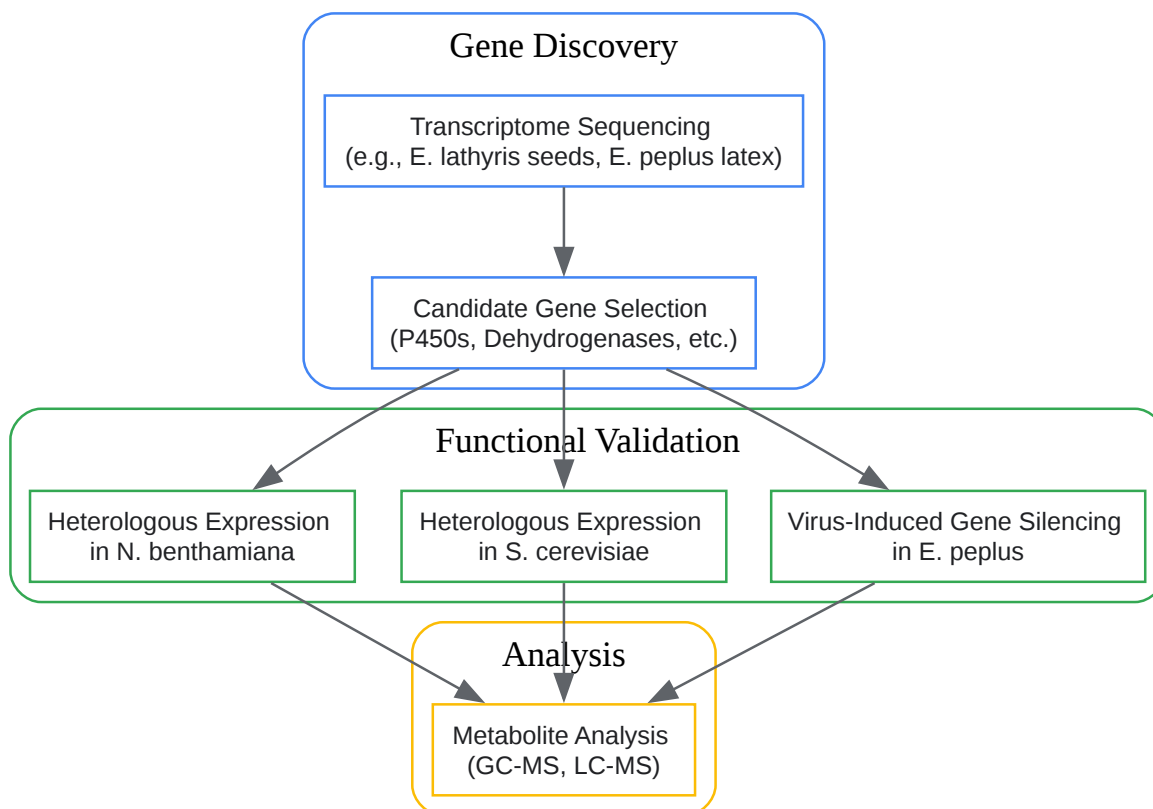 Gene Discovery
Transcriptome Sequencing
(e.g., E. lathyris seeds, E. peplus latex)
Candidate Gene Selection
(P450s, Dehydrogenases, etc.)
Functional Validation
Heterologous Expression
in N. benthamiana
Heterologous Expression
in S. cerevisiae
Virus-Induced Gene Silencing
in E. peplus
Analysis
Metabolite Analysis
(GC-MS, LC-MS)